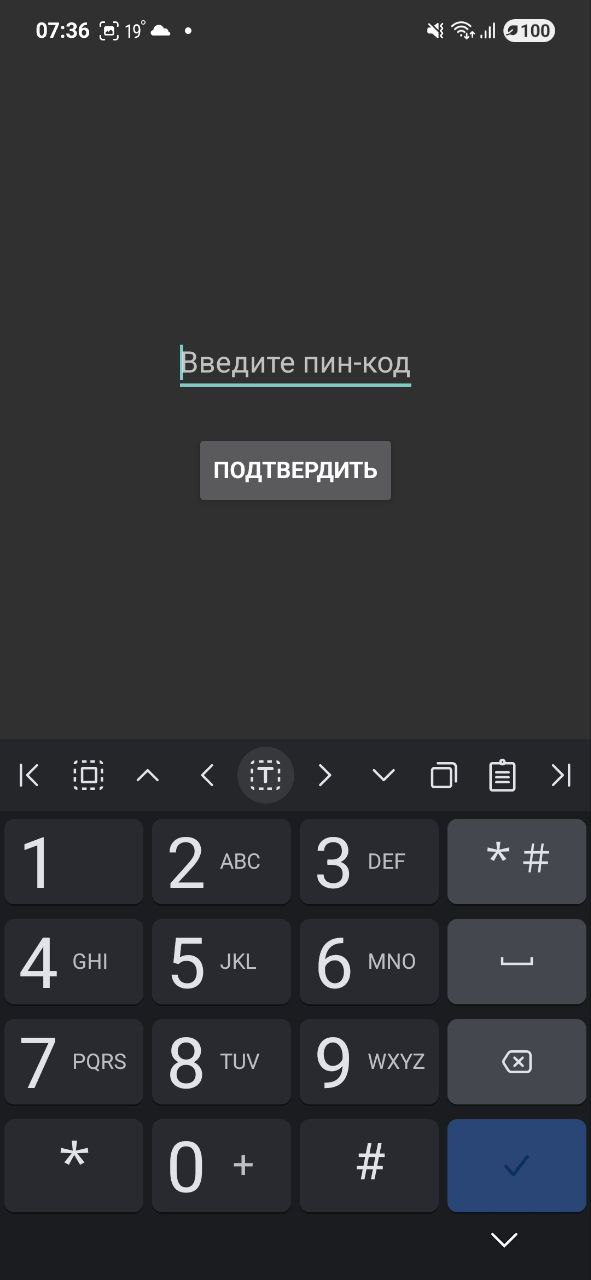 07:36 19° 100
Введите пин-код
ПОДТВЕРДИТЬ
T
1 2 ABC 3 DEF * #
4 GHI 5 JKL 6 MNO
7 PQRS 8 TUV 9 WXYZ
* 0 + #